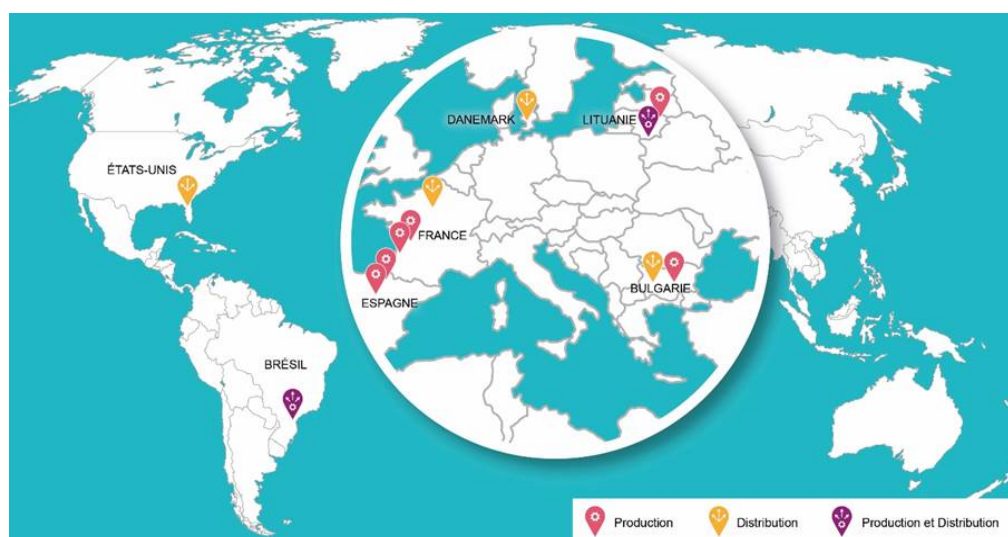 DANEMARK
LITUANIE
ÉTATS-UNIS
FRANCE
BULGARIE
ESPAGNE
BRÉSIL
Production
Distribution
Production et Distribution